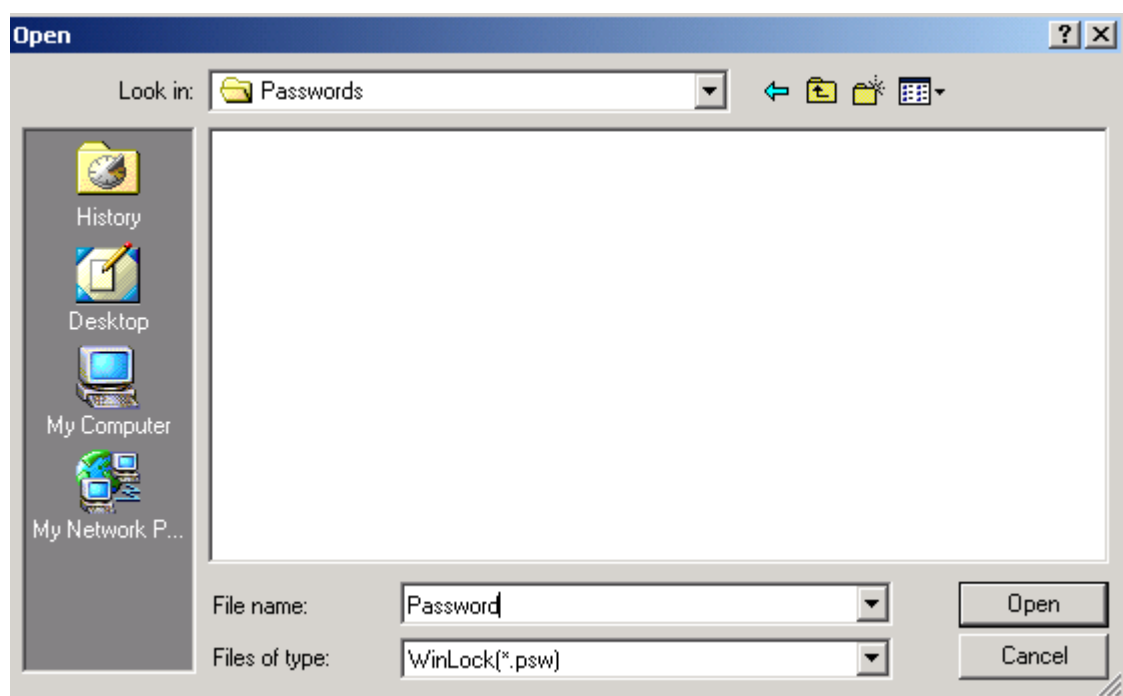 Open
Look in:
Passwords
History
Desktop
My Computer
My Network P...
File name:
Password
Open
Files of type:
WinLock(*.psw)
Cancel